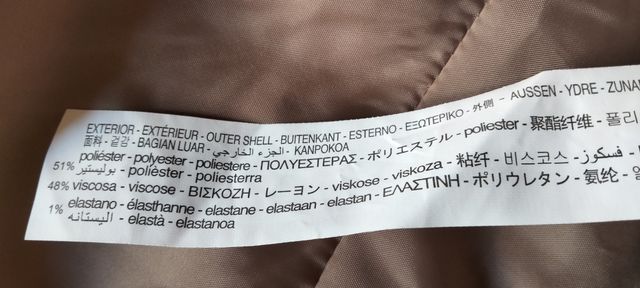 EXTERIOR - EXTÉRIEUR - OUTER SHELL - BUITENKANT - ESTERNO - ΕΞΩΤΕΡΙΚΟ - 外側 - AUSSEN - YDRE - ZUNA
面料 - 겉감 - BAGIAN LUAR - الجزء الخارجي - KANPOKOA
51% poliéster - polyester - poliestere - ΠΟΛΥΕΣΤΕΡΑΣ - ポリエステル - poliester - 聚酯纤维 - 폴리
بوليستير - polièster - poliesterra
48% viscosa - viscose - ΒΙΣΚΟΖΗ - レーヨン - viskose - viskoza - 粘纤 - 비스코스 - فسكوز
1% elastano - élasthanne - elastane - elastaan - elastan - ΕΛΑΣΤΙΝΗ - ポリウレタン - 氨纶 -
اليستانه - elastà - elastanoa